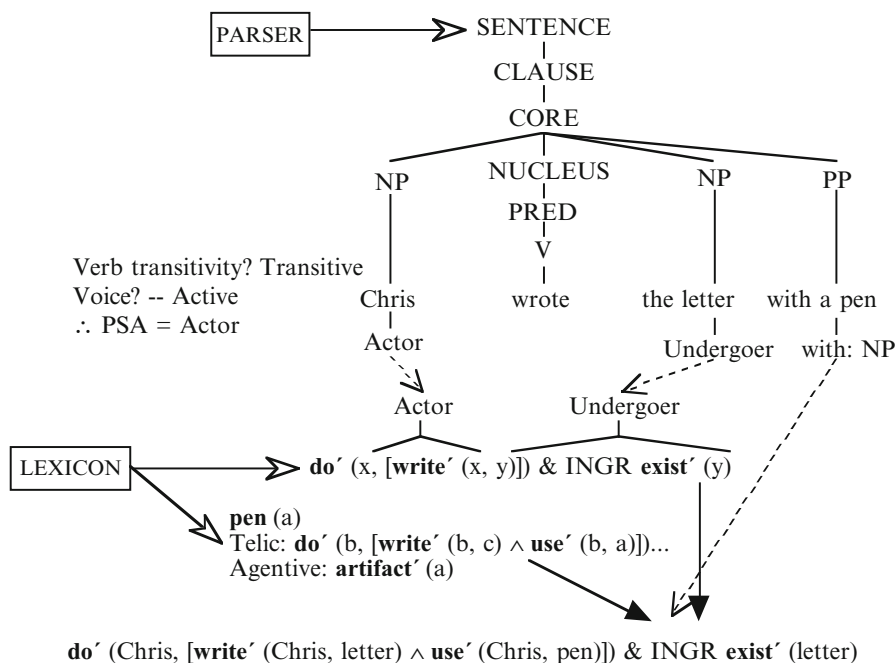 PARSER SENTENCE
CLAUSE
CORE
NP NUCLEUS NP PP
PRED
V
Verb transitivity? Transitive
Voice? -- Active Chris wrote the letter with a pen
∴ PSA = Actor
Actor Undergoer with: NP
Actor Undergoer
LEXICON do´ (x, [write´ (x, y)]) & INGR exist´ (y)
pen (a)
Telic: do´ (b, [write´ (b, c) ∧ use´ (b, a)])...
Agentive: artifact´ (a)
do´ (Chris, [write´ (Chris, letter) ∧ use´ (Chris, pen)]) & INGR exist´ (letter)